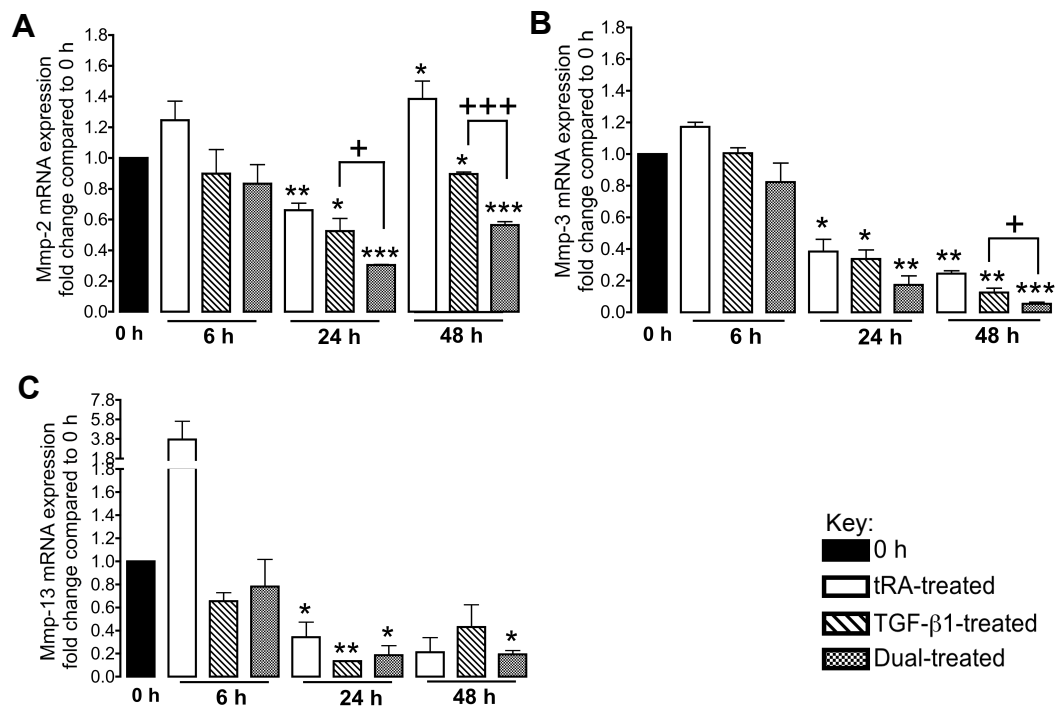 A
Mmp-2 mRNA expression
fold change compared to 0 h
1.8
1.6
1.4
1.2
1.0
0.8
0.6
0.4
0.2
0.0
*
+++
+
**
*
***
*
***
0 h
6 h
24 h
48 h
B
Mmp-3 mRNA expression
fold change compared to 0 h
1.8
1.6
1.4
1.2
1.0
0.8
0.6
0.4
0.2
0.0
*
*
**
+
**
**
***
0 h
6 h
24 h
48 h
C
Mmp-13 mRNA expression
fold change compared to 0 h
7.8
5.8
3.8
1.8
1.8
1.6
1.4
1.2
1.0
0.8
0.6
0.4
0.2
0.0
*
**
*
*
0 h
6 h
24 h
48 h
Key:
0 h
tRA-treated
TGF-β1-treated
Dual-treated